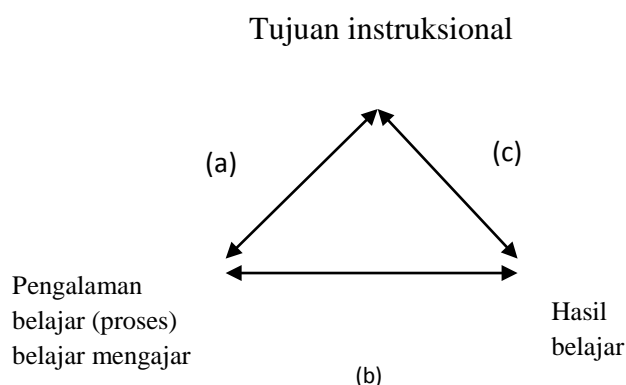 Tujuan instruksional
(a)
(c)
Pengalaman
belajar (proses)
belajar mengajar
Hasil
belajar
(b)